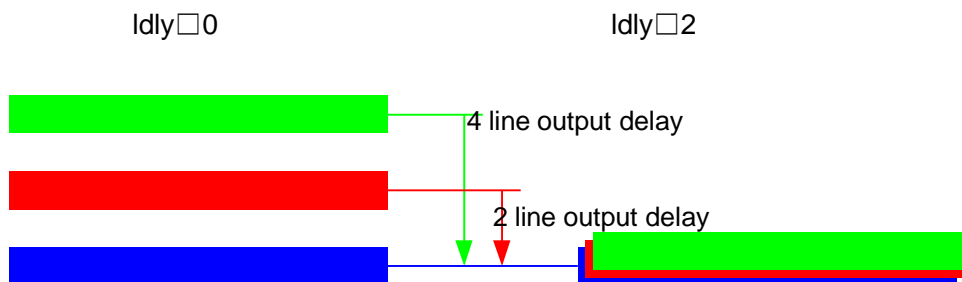 ldly□0
ldly□2
4 line output delay
2 line output delay